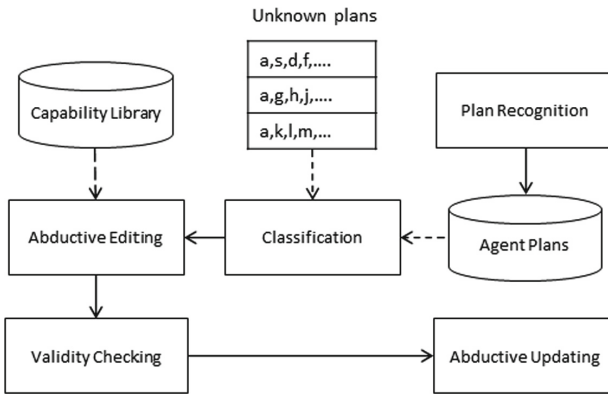 Unknown plans
a,s,d,f,....
a,g,h,j,....
a,k,l,m,...
Capability Library
Plan Recognition
Abductive Editing
Classification
Agent Plans
Validity Checking
Abductive Updating